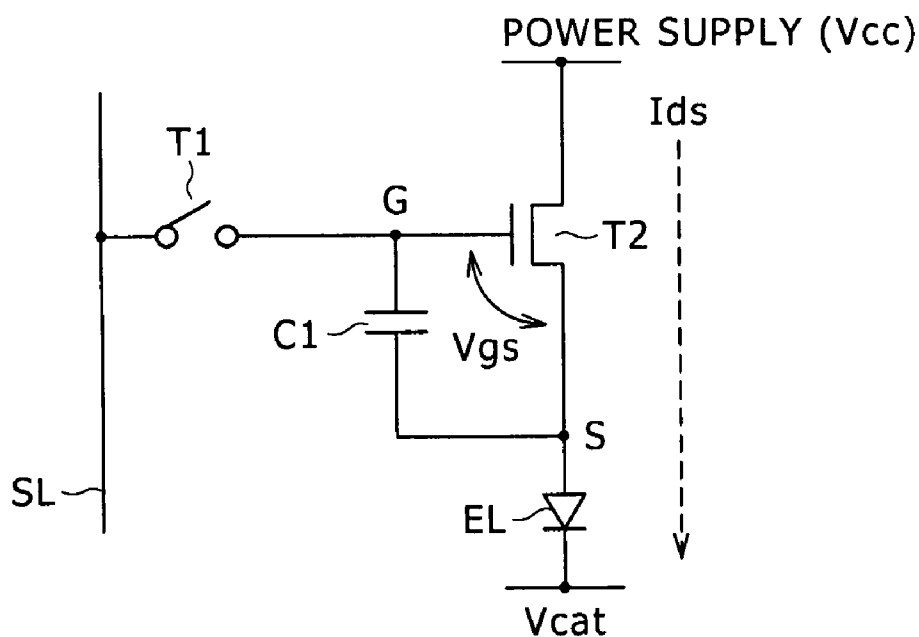 POWER SUPPLY (Vcc)
Ids
T1
G
T2
C1
Vgs
S
SL
EL
Vcat